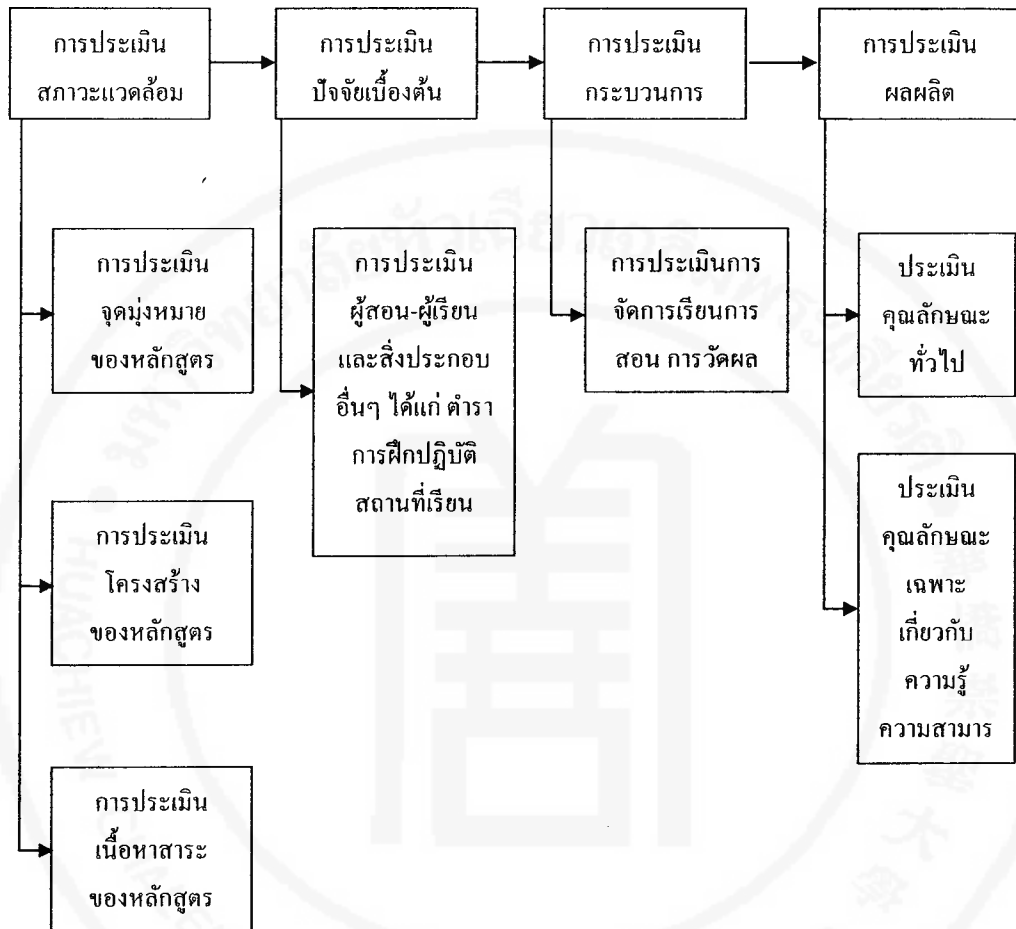 การประเมิน
สภาวะแวดล้อม
การประเมิน
ปัจจัยเบื้องต้น
การประเมิน
กระบวนการ
การประเมิน
ผลผลิต
การประเมิน
จุดมุ่งหมาย
ของหลักสูตร
การประเมิน
ผู้สอน-ผู้เรียน
และสิ่งประกอบ
อื่นๆ ได้แก่ ตำรา
การฝึกปฏิบัติ
สถานที่เรียน
การประเมินการ
จัดการเรียนการ
สอน การวัดผล
ประเมิน
คุณลักษณะ
ทั่วไป
การประเมิน
โครงสร้าง
ของหลักสูตร
ประเมิน
คุณลักษณะ
เฉพาะ
เกี่ยวกับ
ความรู้
ความสามาร
การประเมิน
เนื้อหาสาระ
ของหลักสูตร